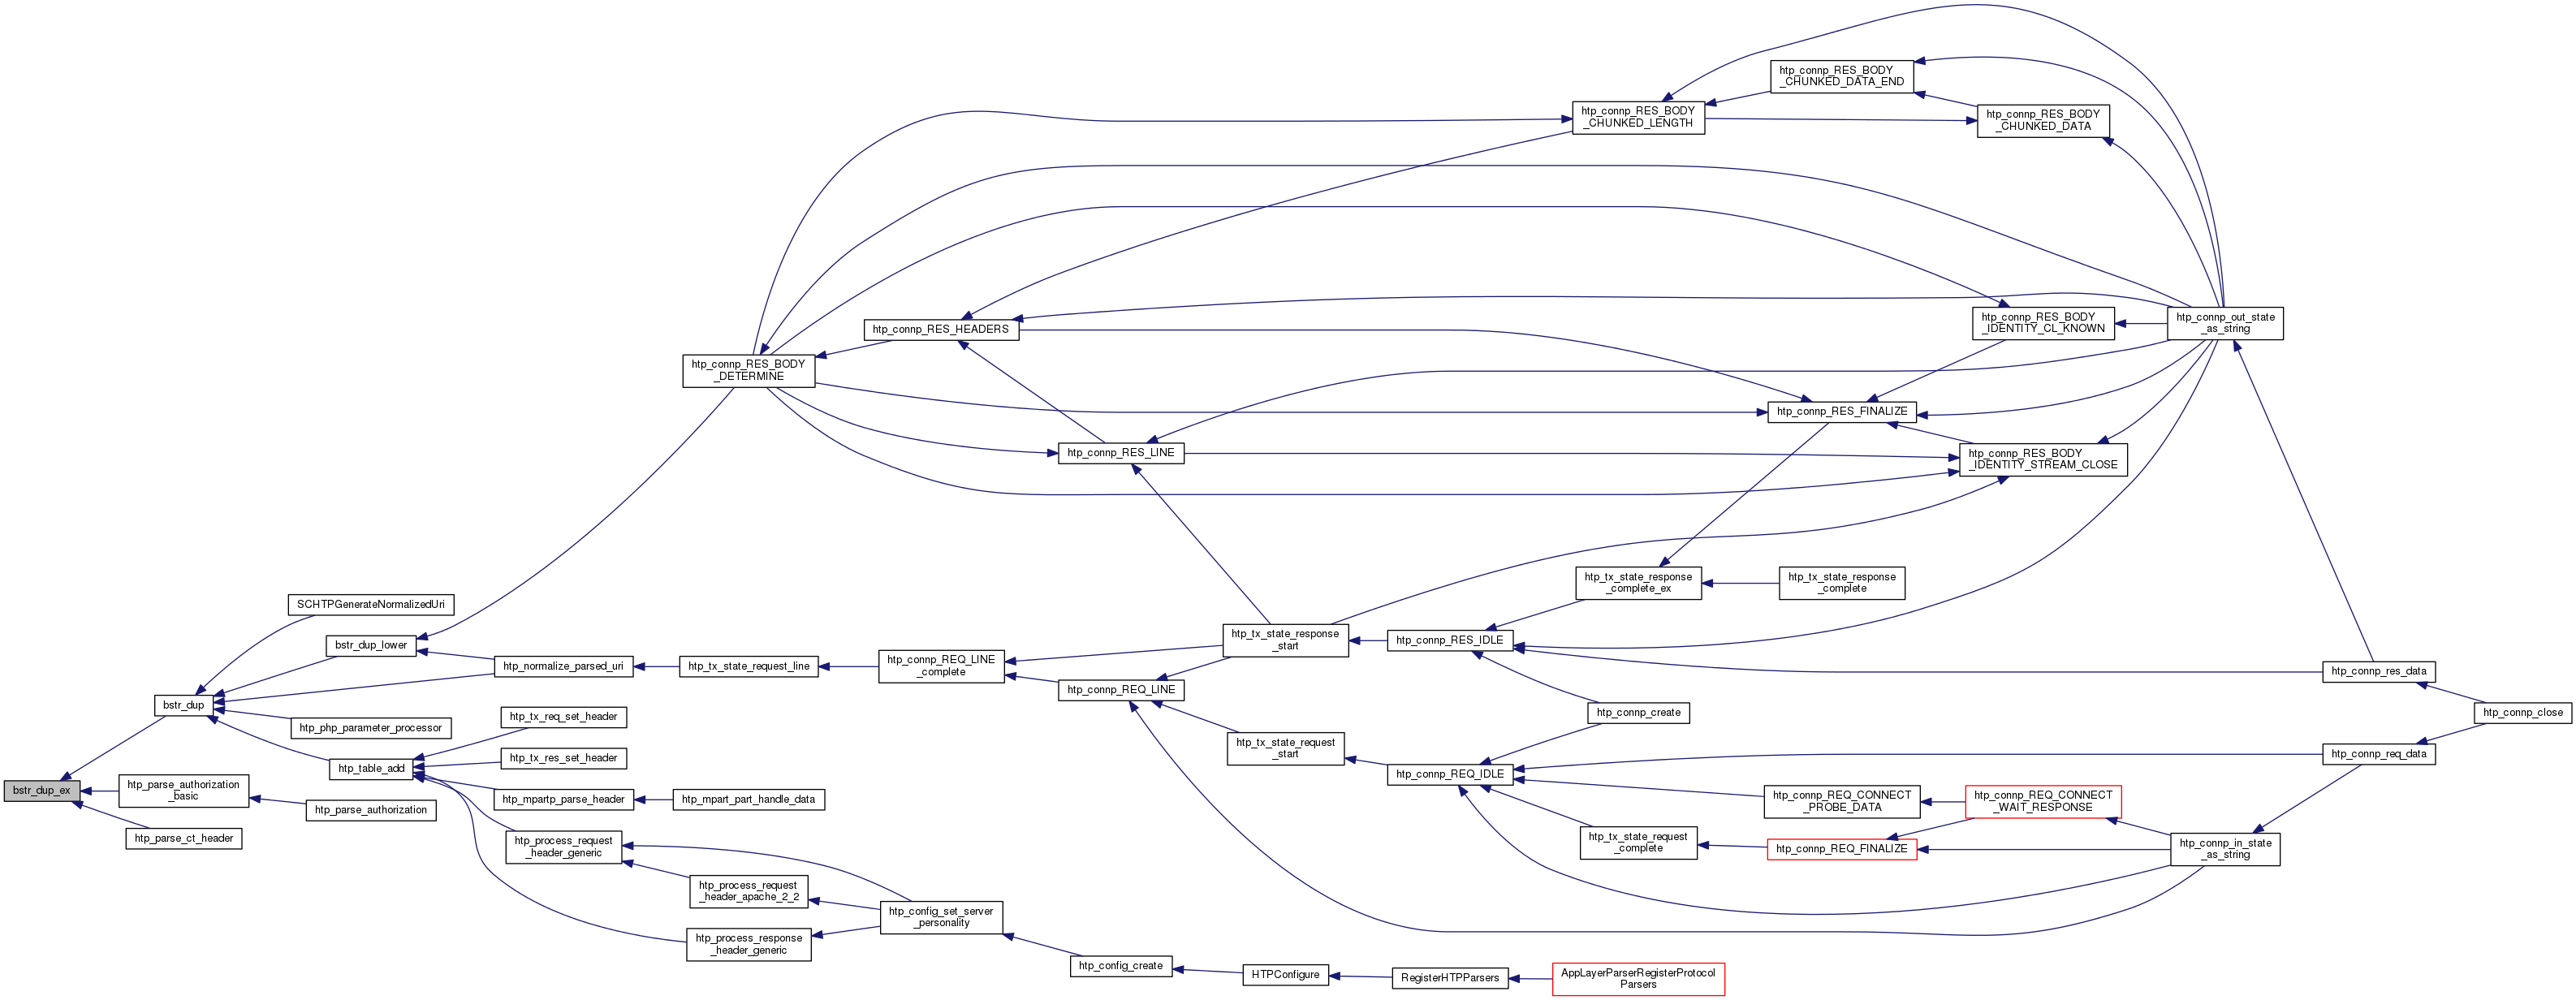 bstr_dup_ex
bstr_dup
SCHTPGenerateNormalizedUri
bstr_dup_lower
htp_connp_RES_BODY
_DETERMINE
htp_connp_RES_HEADERS
htp_connp_RES_BODY
_CHUNKED_LENGTH
htp_connp_RES_BODY
_CHUNKED_DATA_END
htp_connp_RES_BODY
_CHUNKED_DATA
htp_connp_out_state
_as_string
htp_connp_RES_BODY
_IDENTITY_CL_KNOWN
htp_connp_RES_FINALIZE
htp_connp_RES_LINE
htp_connp_RES_BODY
_IDENTITY_STREAM_CLOSE
htp_tx_state_response
_complete_ex
htp_tx_state_response
_complete
htp_tx_state_response
_start
htp_connp_RES_IDLE
htp_normalize_parsed_uri
htp_tx_state_request_line
htp_connp_REQ_LINE
_complete
htp_connp_REQ_LINE
htp_connp_res_data
htp_connp_create
htp_connp_close
htp_php_parameter_processor
htp_tx_req_set_header
htp_tx_state_request
_start
htp_connp_req_data
htp_table_add
htp_tx_res_set_header
htp_connp_REQ_IDLE
htp_parse_authorization
_basic
htp_parse_authorization
htp_mpartp_parse_header
htp_mpart_part_handle_data
htp_connp_REQ_CONNECT
_PROBE_DATA
htp_connp_REQ_CONNECT
_WAIT_RESPONSE
htp_parse_ct_header
htp_process_request
_header_generic
htp_tx_state_request
_complete
htp_connp_REQ_FINALIZE
htp_connp_in_state
_as_string
htp_process_request
_header_apache_2_2
htp_config_set_server
_personality
htp_process_response
_header_generic
htp_config_create
HTPConfigure
RegisterHTPParsers
AppLayerParserRegisterProtocol
Parsers